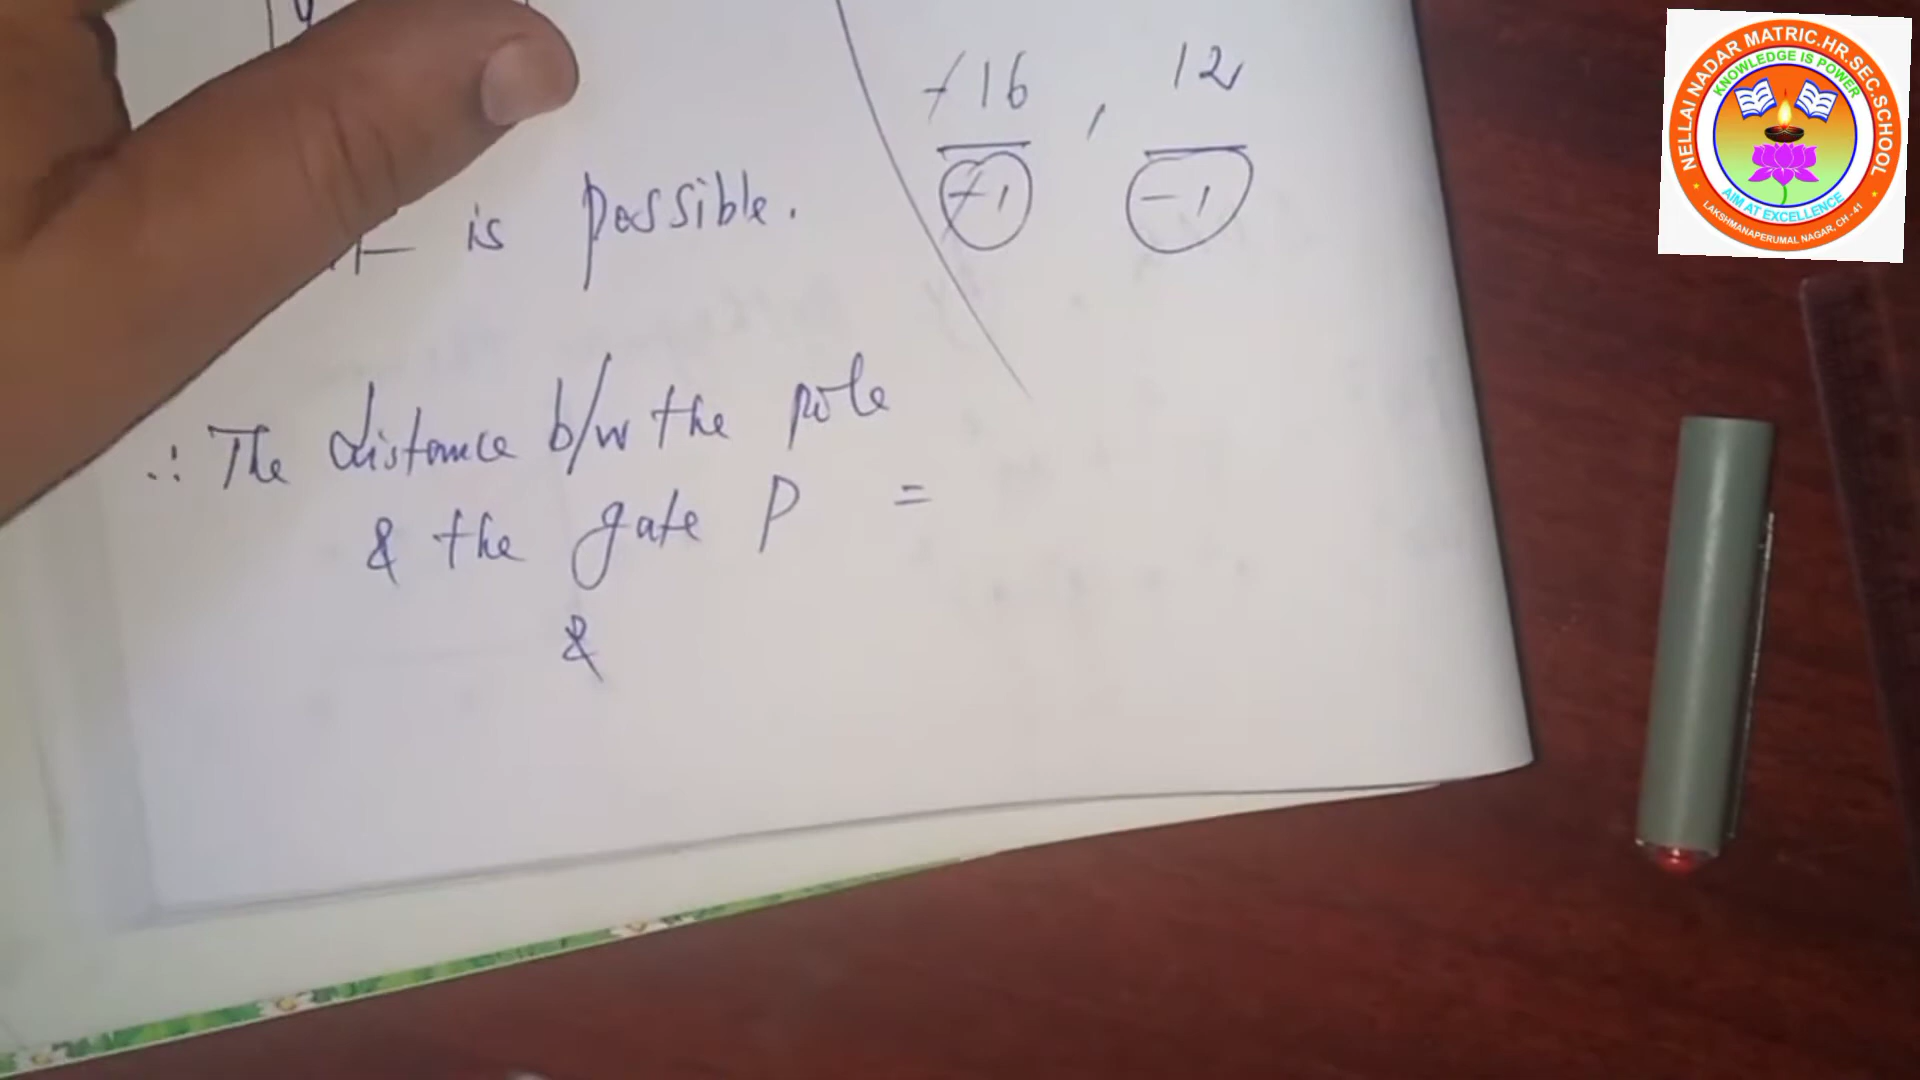 16 , 12
-1
is possible.
∴ The distance b/w the pole
& the gate P =
&
NELLAI NADAR MATRIC.HR.SEC.SCHOOL
KNOWLEDGE IS POWER
AIM AT EXCELLENCE
LAKSHMANAPERUMAL NAGAR, CH - 41